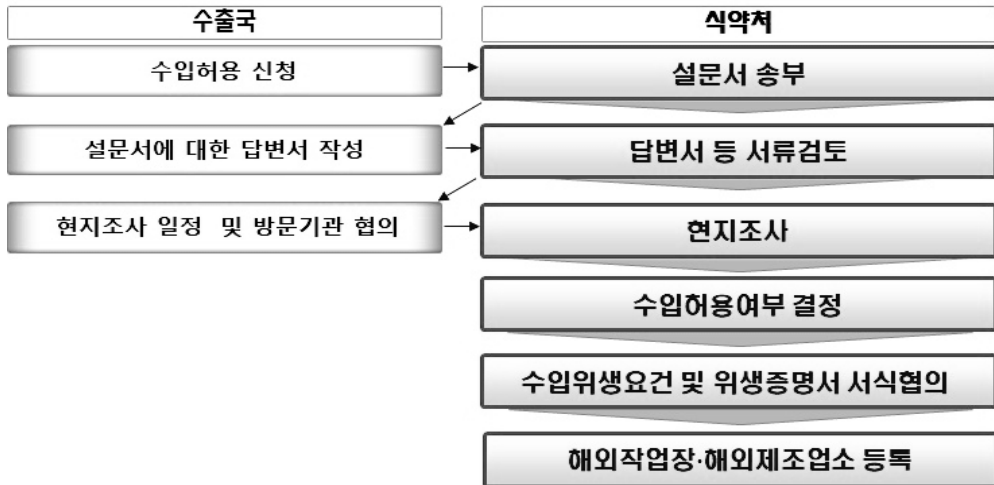 수출국
식약처
수입허용 신청
설문서 송부
설문서에 대한 답변서 작성
답변서 등 서류검토
현지조사 일정 및 방문기관 협의
현지조사
수입허용여부 결정
수입위생요건 및 위생증명서 서식협의
해외작업장·해외제조업소 등록